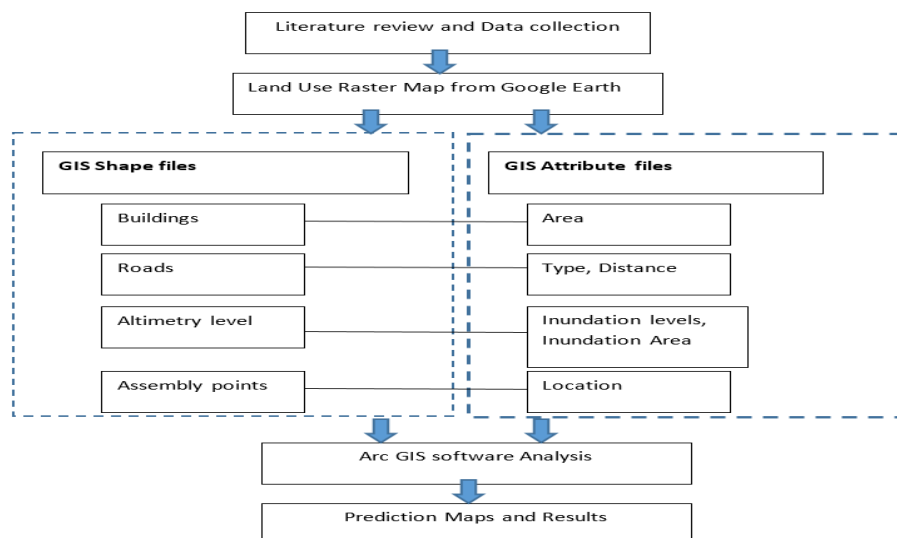 Literature review and Data collection
Land Use Raster Map from Google Earth
GIS Shape files
GIS Attribute files
Buildings
Area
Roads
Type, Distance
Altimetry level
Inundation levels,
Inundation Area
Assembly points
Location
Arc GIS software Analysis
Prediction Maps and Results